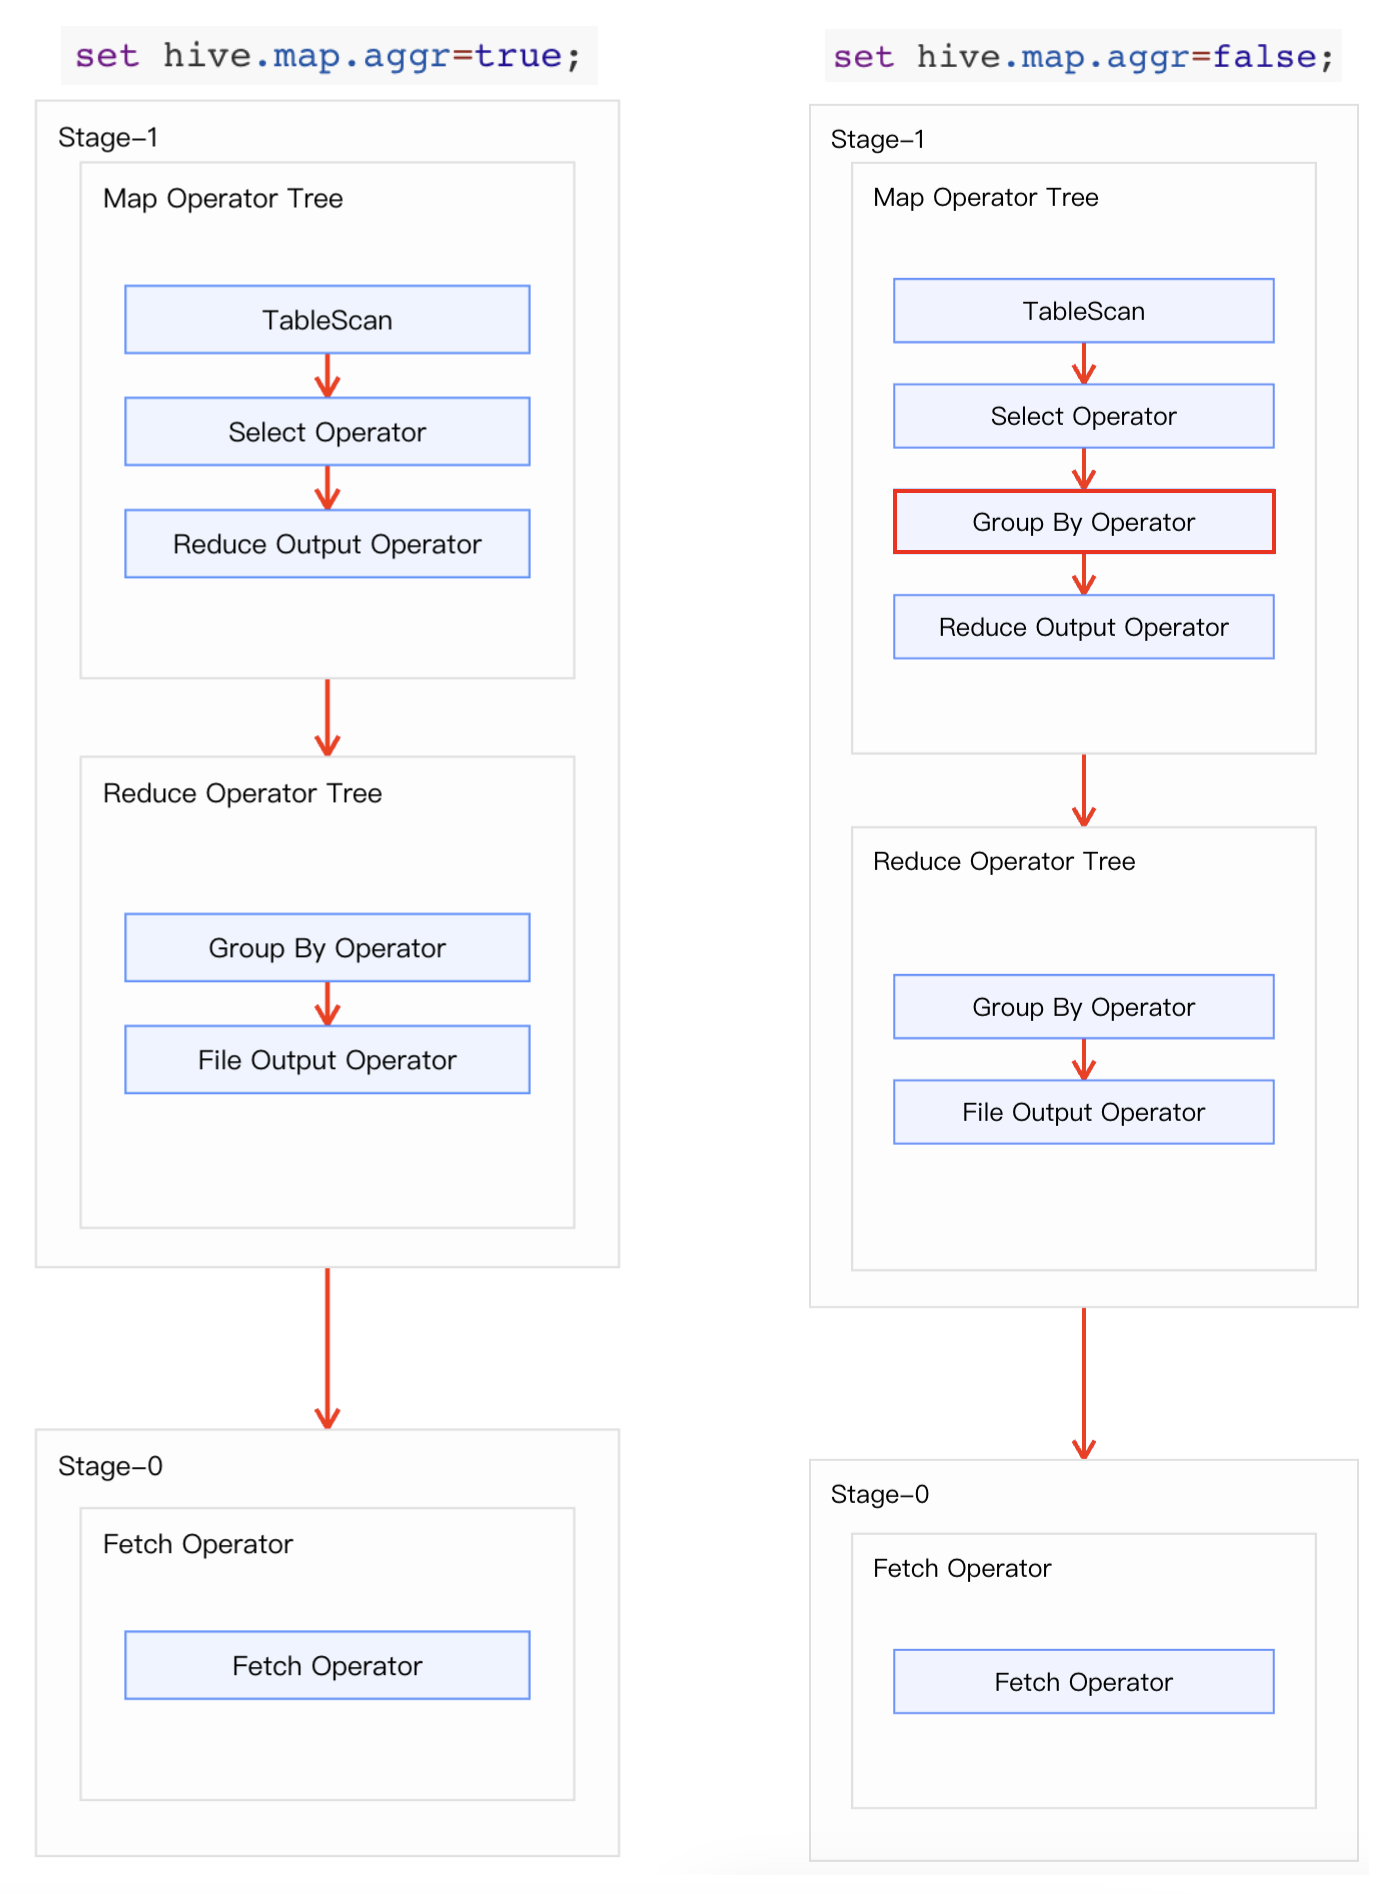 set hive.map.aggr=true;
Stage-1
Map Operator Tree
TableScan
Select Operator
Reduce Output Operator
Reduce Operator Tree
Group By Operator
File Output Operator
Stage-0
Fetch Operator
Fetch Operator
set hive.map.aggr=false;
Stage-1
Map Operator Tree
TableScan
Select Operator
Group By Operator
Reduce Output Operator
Reduce Operator Tree
Group By Operator
File Output Operator
Stage-0
Fetch Operator
Fetch Operator